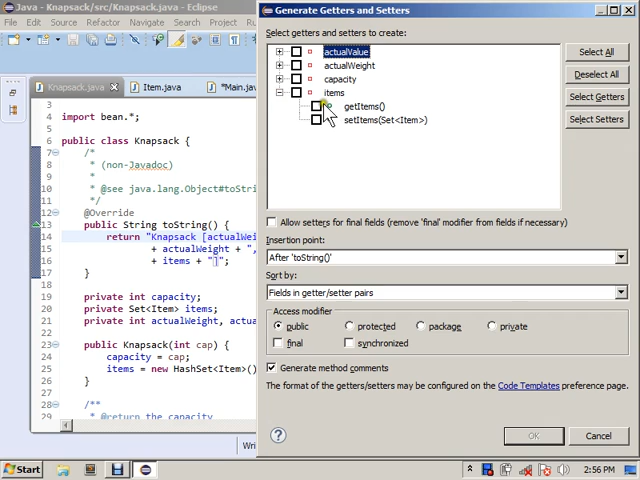 Java - Knapsack/src/Knapsack.java - Eclipse
File Edit Source Refactor Navigate Search Project Ru
Knapsack.java Item.java *Main.jav
3
4 import bean.*;
5
6 public class Knapsack {
7 /*
8 * (non-Javadoc)
9 *
10 * @see java.lang.Object#toStri
11 */
12 @Override
13 public String toString() {
14 return "Knapsack [actualWei
15 + actualWeight + ",
16 + items + "]";
17 }
18
19 private int capacity;
20 private Set<Item> items;
21 private int actualWeight, actua
22
23 public Knapsack(int cap) {
24 capacity = cap;
25 items = new HashSet<Item>()
26 }
27
28 /**
29 * @return the capacity
Wri
Generate Getters and Setters
Select getters and setters to create:
actualValue
actualWeight
capacity
items
getItems()
setItems(Set<Item>)
Select All
Deselect All
Select Getters
Select Setters
Allow setters for final fields (remove 'final' modifier from fields if necessary)
Insertion point:
After 'toString()'
Sort by:
Fields in getter/setter pairs
Access modifier
public protected package private
final synchronized
Generate method comments
The format of the getters/setters may be configured on the Code Templates preference page.
? OK Cancel
Start 2:56 PM